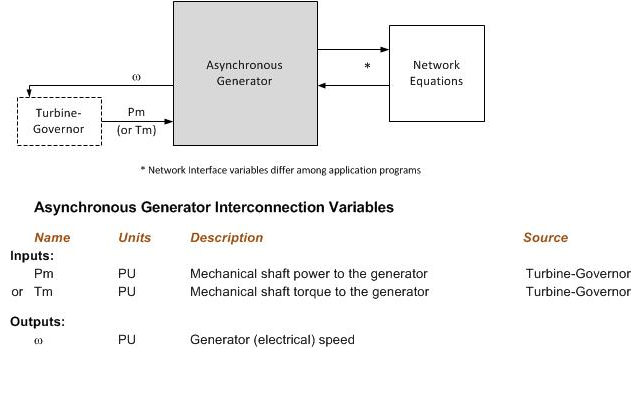 Asynchronous
Generator
Network
Equations
*
ω
Turbine-
Governor
Pm
(or Tm)
* Network Interface variables differ among application programs
Asynchronous Generator Interconnection Variables
Name Units Description Source
Inputs:
Pm PU Mechanical shaft power to the generator Turbine-Governor
or Tm PU Mechanical shaft torque to the generator Turbine-Governor
Outputs:
ω PU Generator (electrical) speed